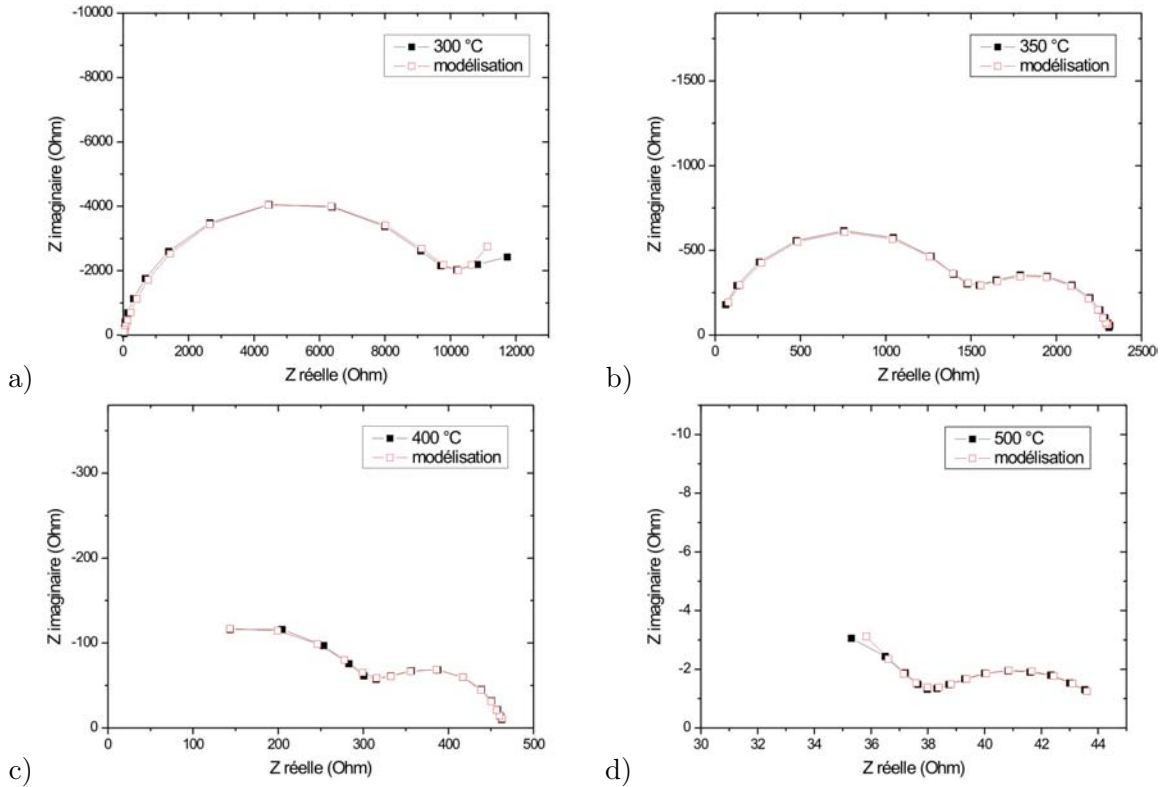 -10000
-8000
-6000
-4000
-2000
0
Z imaginaire (Ohm)
300 °C
modélisation
0 2000 4000 6000 8000 10000 12000
Z réelle (Ohm)
a)
-1500
-1000
-500
0
Z imaginaire (Ohm)
350 °C
modélisation
0 500 1000 1500 2000 2500
Z réelle (Ohm)
b)
-300
-200
-100
0
Z imaginaire (Ohm)
400 °C
modélisation
0 100 200 300 400 500
Z réelle (Ohm)
c)
-10
-8
-6
-4
-2
0
Z imaginaire (Ohm)
500 °C
modélisation
30 32 34 36 38 40 42 44
Z réelle (Ohm)
d)